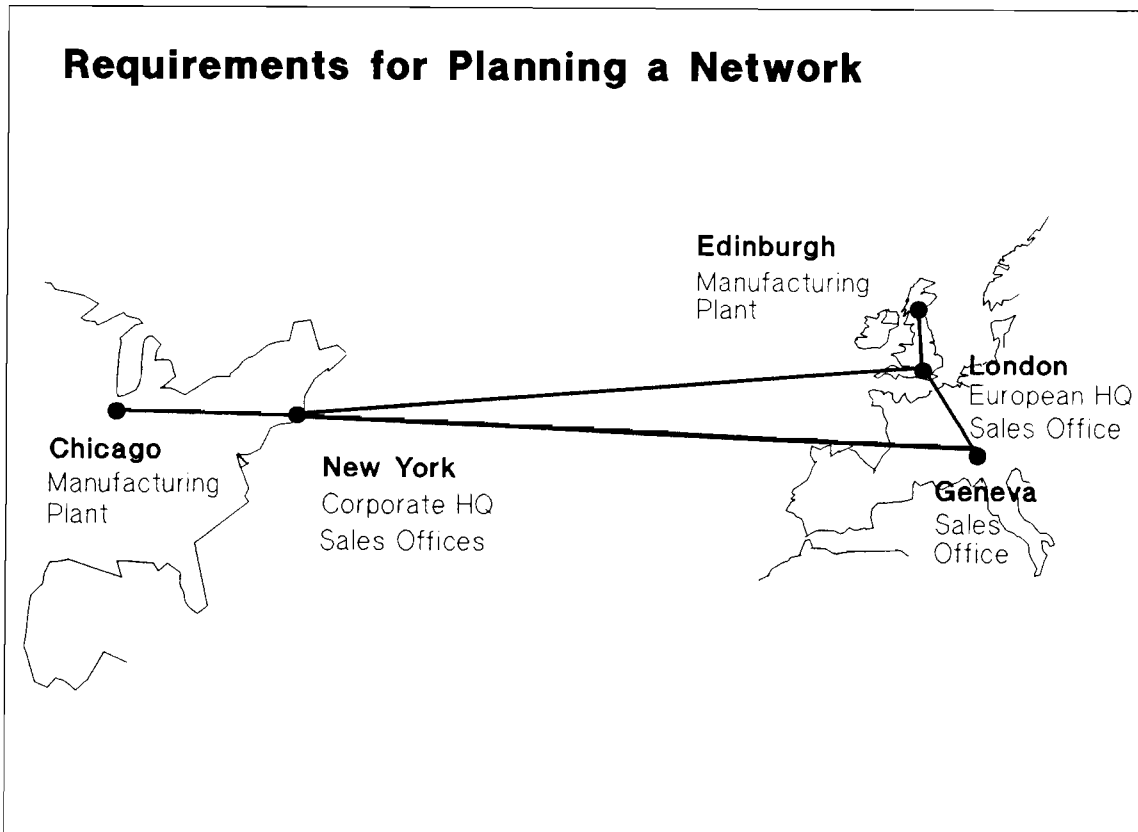 Requirements for Planning a Network
Edinburgh
Manufacturing
Plant
London
European HQ
Sales Office
Chicago
Manufacturing
Plant
New York
Corporate HQ
Sales Offices
Geneva
Sales
Office